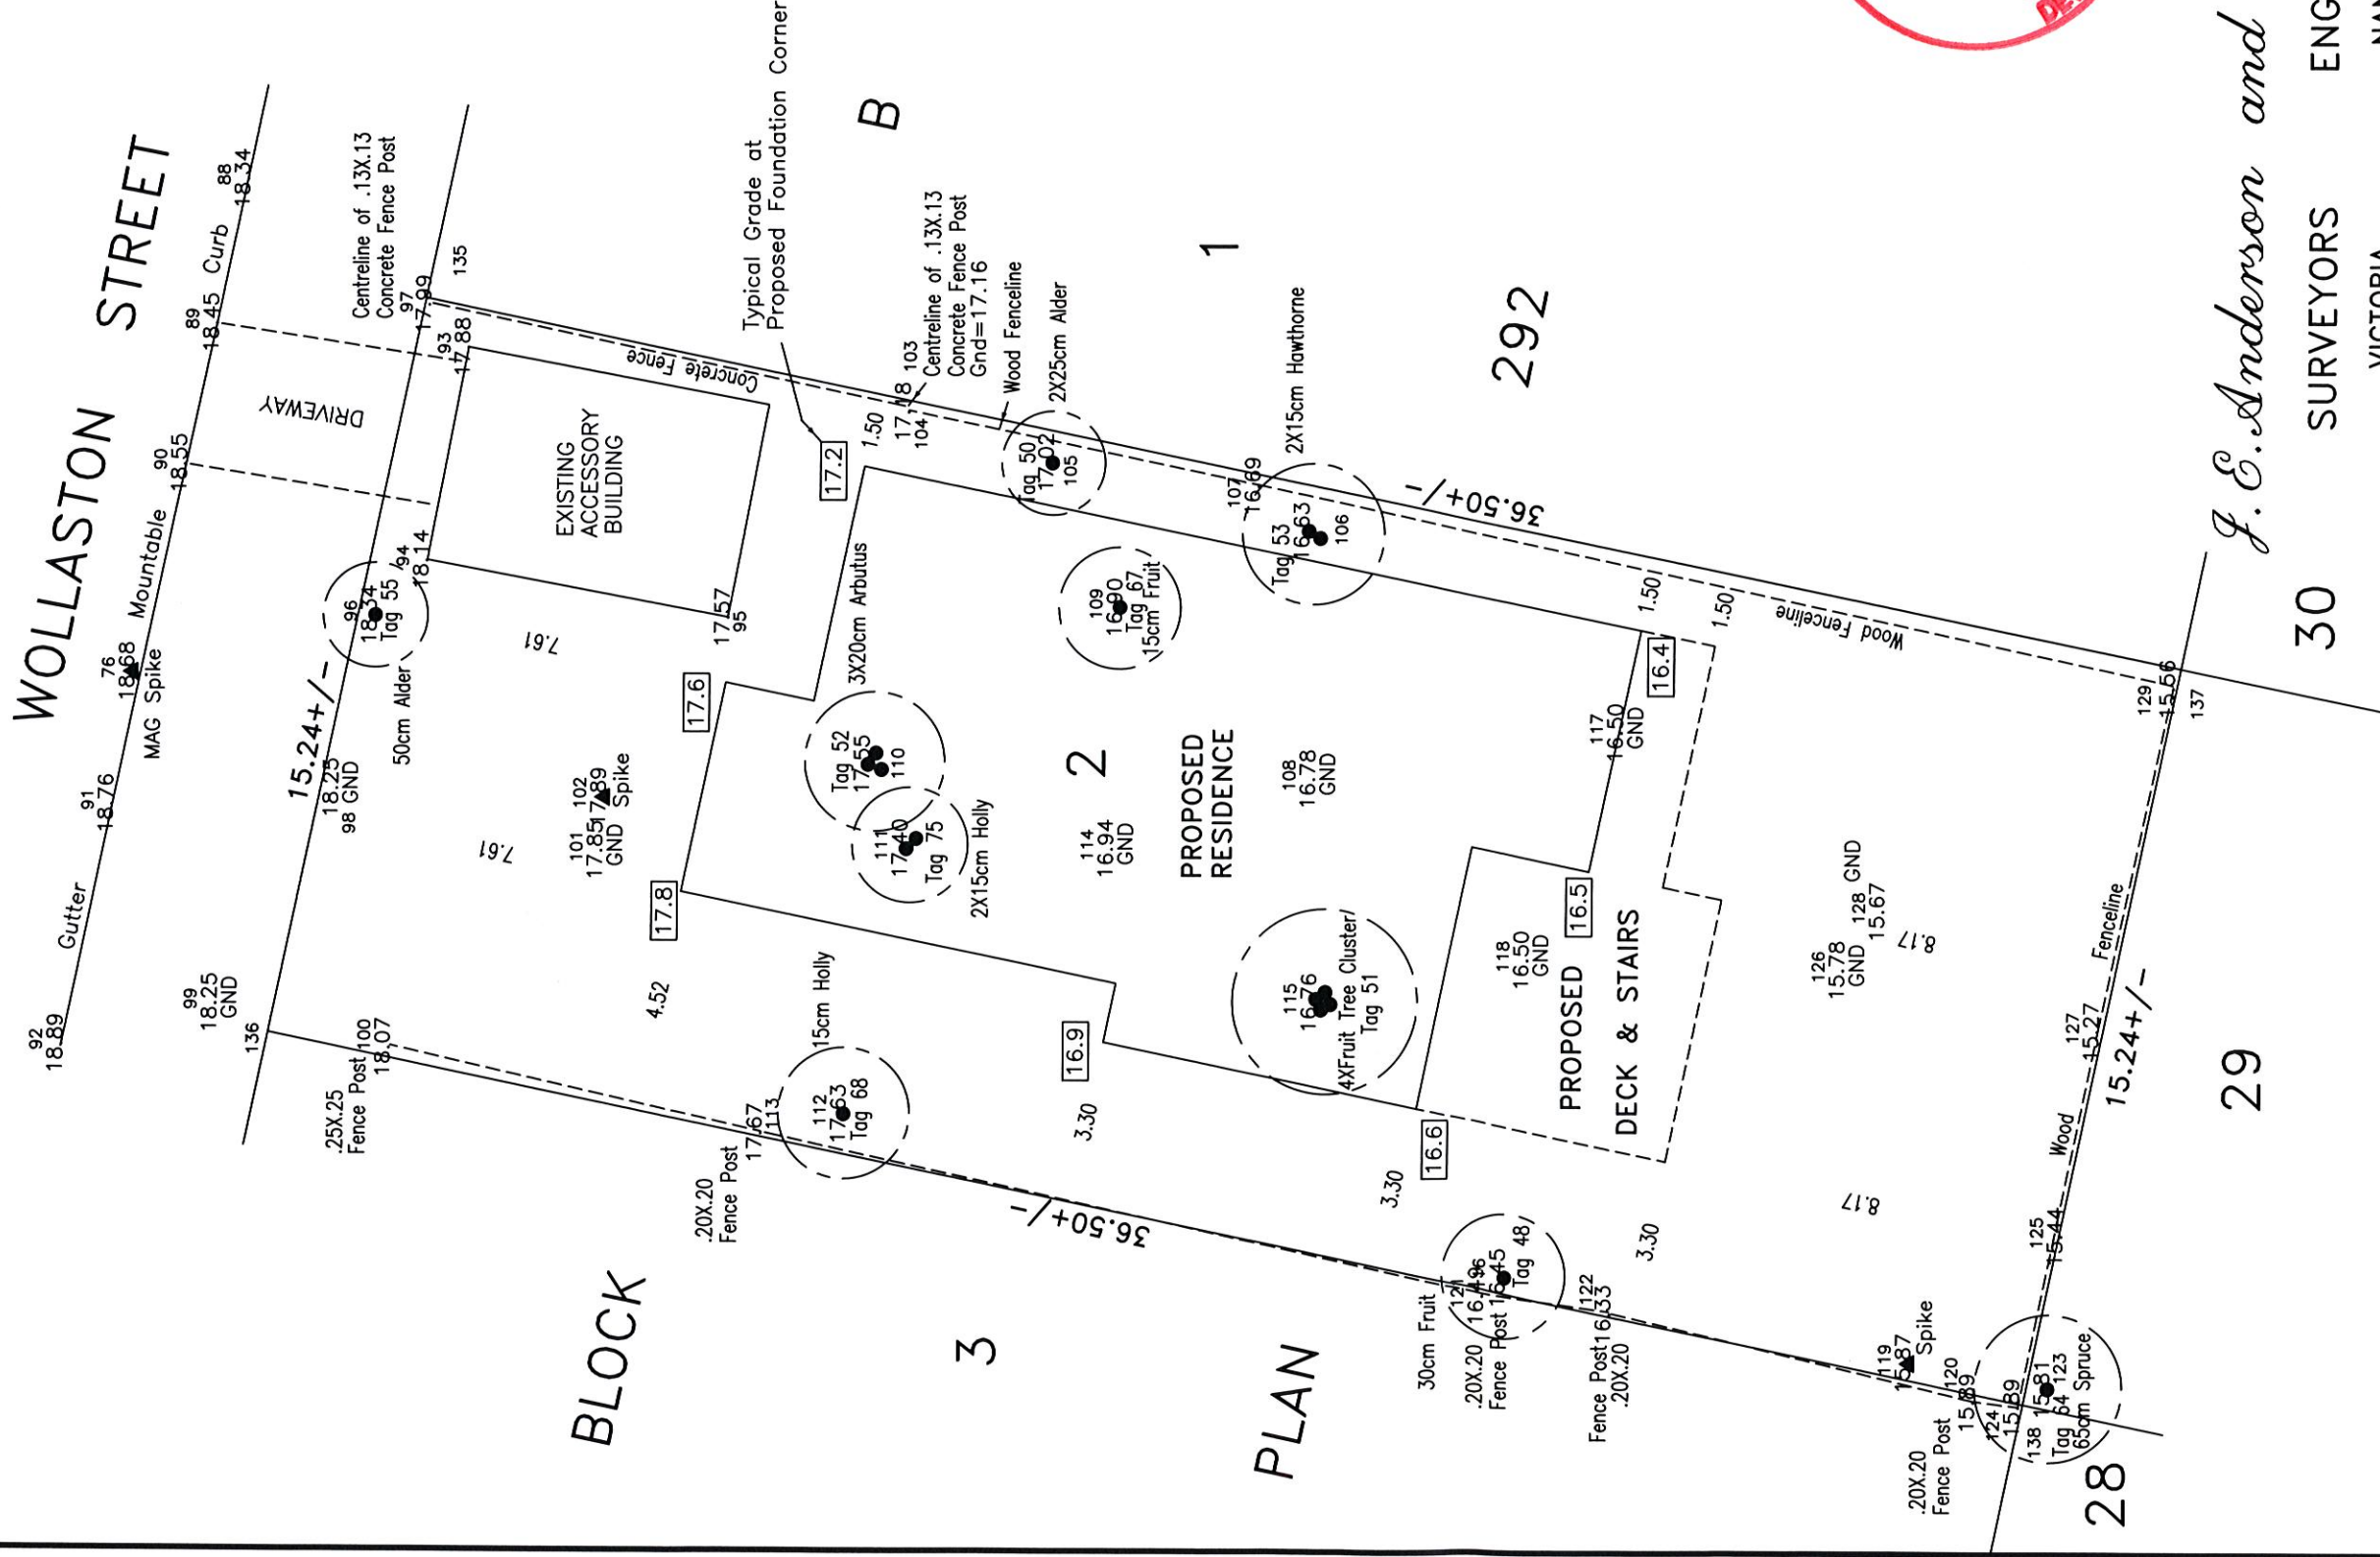 WOLLASTON STREET
92
18.89
Gutter
91
18.76
76
18.68
MAG Spike
Mountable
90
18.55
89
18.45
Curb
88
18.34
99
18.25
GND
136
98 GND
18.25
15.24+/-
96
18.34
Tag 55
50cm Alder
94
18.14
DRIVEWAY
93
17.88
97
17.99
135
Centreline of .13X.13
Concrete Fence Post
.25X.25
Fence Post
100
18.07
7.61
7.61
101
17.85
GND
102
17.89
Spike
EXISTING
ACCESSORY
BUILDING
17.57
95
Concrete Fence
Typical Grade at
Proposed Foundation Corner
B
4.52
17.8
17.6
17.2
1.50
17.18
103
104
Centreline of .13X.13
Concrete Fence Post
Gnd=17.16
Wood Fenceline
BLOCK
.20X.20
Fence Post
17.67
113
112
17.63
Tag 68
15cm Holly
Tag 52
17.55
110
3X20cm Arbutus
111
17.40
Tag 75
2X15cm Holly
Tag 50
17.02
105
2X25cm Alder
3
36.50+/-
3.30
16.9
114
16.94
GND
2
109
16.90
Tag 67
15cm Fruit
1
PROPOSED
RESIDENCE
108
16.78
GND
107
16.69
Tag 53
16.63
106
2X15cm Hawthorne
PLAN
115
16.76
4XFruit Tree Cluster/
Tag 51
36.50+/-
292
3.30
16.6
30cm Fruit
.20X.20
Fence Post
121
16.45
Tag 48
118
16.50
GND
PROPOSED
DECK & STAIRS
16.5
117
16.50
GND
16.4
1.50
1.50
Fence Post
.20X.20
122
16.33
3.30
Wood Fenceline
8.17
126
15.78
GND
128 GND
15.67
8.17
119
15.87
Spike
.20X.20
Fence Post
120
15.89
124
15.89
138
15.81
Tag 64 123
65cm Spruce
125
15.44
Wood
Fenceline
127
15.27
15.24+/-
129
15.56
137
28
29
30
J. E. Anderson and
SURVEYORS ENG
VICTORIA NAN